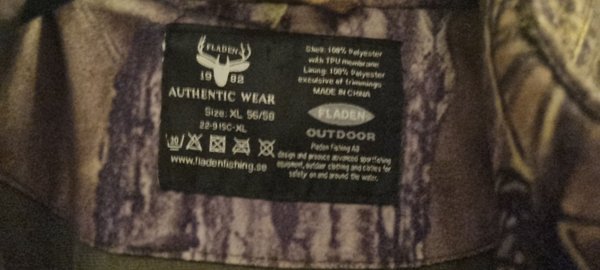 FLADEN
19 82
AUTHENTIC WEAR
Size: XL 56/58
22-915C-XL
www.fladenfishing.se
Shell: 100% Polyester
with TPU membrane
Lining: 100% Polyester
exculsive of trimmings
MADE IN CHINA
FLADEN
OUTDOOR
Fladen Fishing AB
design and produce advanced sportfishing
equipment, outdoor clothing and clothes for
safety on and around the water.